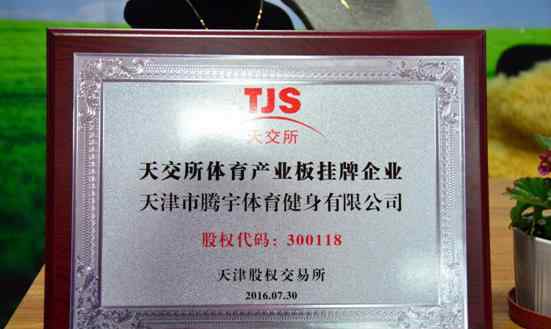 TJS
天交所
天交所体育产业板挂牌企业
天津市腾宇体育健身有限公司
股权代码：300118
天津股权交易所
2016.07.30